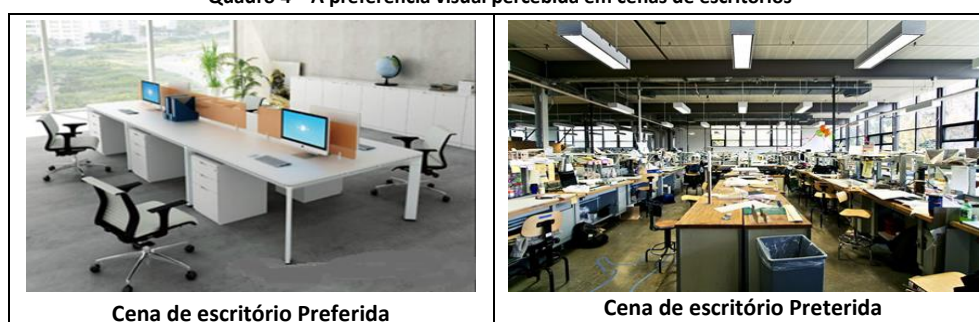 Quadro 4 – A preferência visual percebida em cenas de escritórios
Cena de escritório Preferida
Cena de escritório Preterida